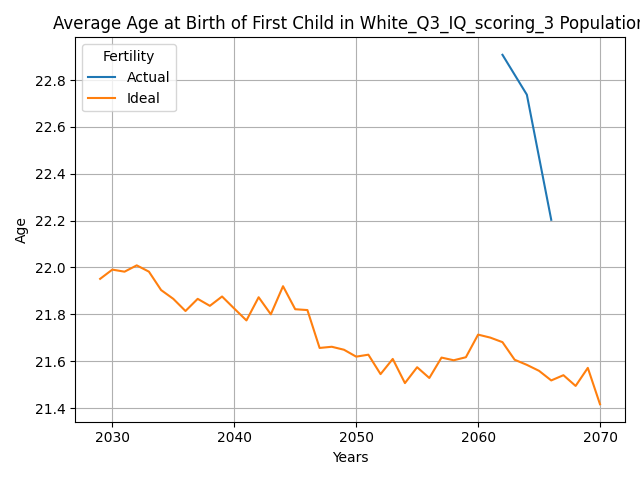 Average Age at Birth of First Child in White_Q3_IQ_scoring_3 Population
Fertility
Actual
Ideal
22.8
22.6
22.4
22.2
22.0
21.8
21.6
21.4
Age
2030 2040 2050 2060 2070
Years